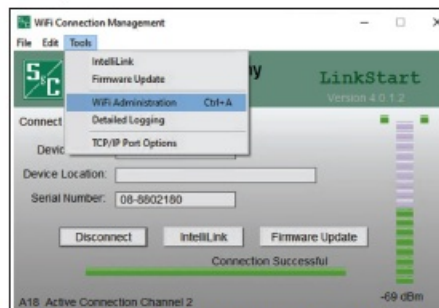 WiFi Connection Management
File Edit Tools
IntelliLink
Firmware Update
WiFi Administration Ctrl+A
Detailed Logging
TCP/IP Port Options
S&C
y
LinkStart
Version 4.0.1.2
Connect
Devic
Device Location:
Serial Number: 08-8802180
Disconnect IntelliLink Firmware Update
Connection Successful
A18 Active Connection Channel 2
-69 dBm